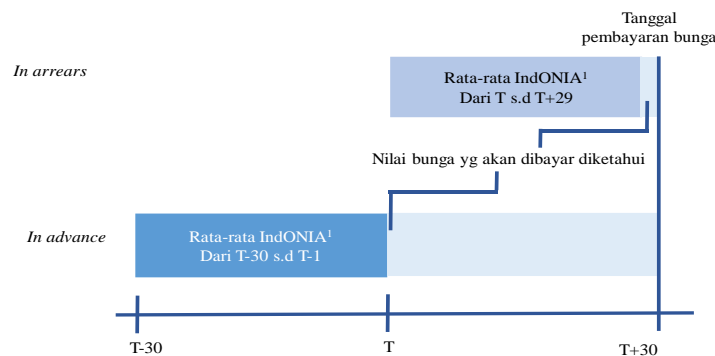 Tanggal
pembayaran bunga
In arrears
Rata-rata IndONIA¹
Dari T s.d T+29
Nilai bunga yg akan dibayar diketahui
In advance
Rata-rata IndONIA¹
Dari T-30 s.d T-1
T-30
T
T+30